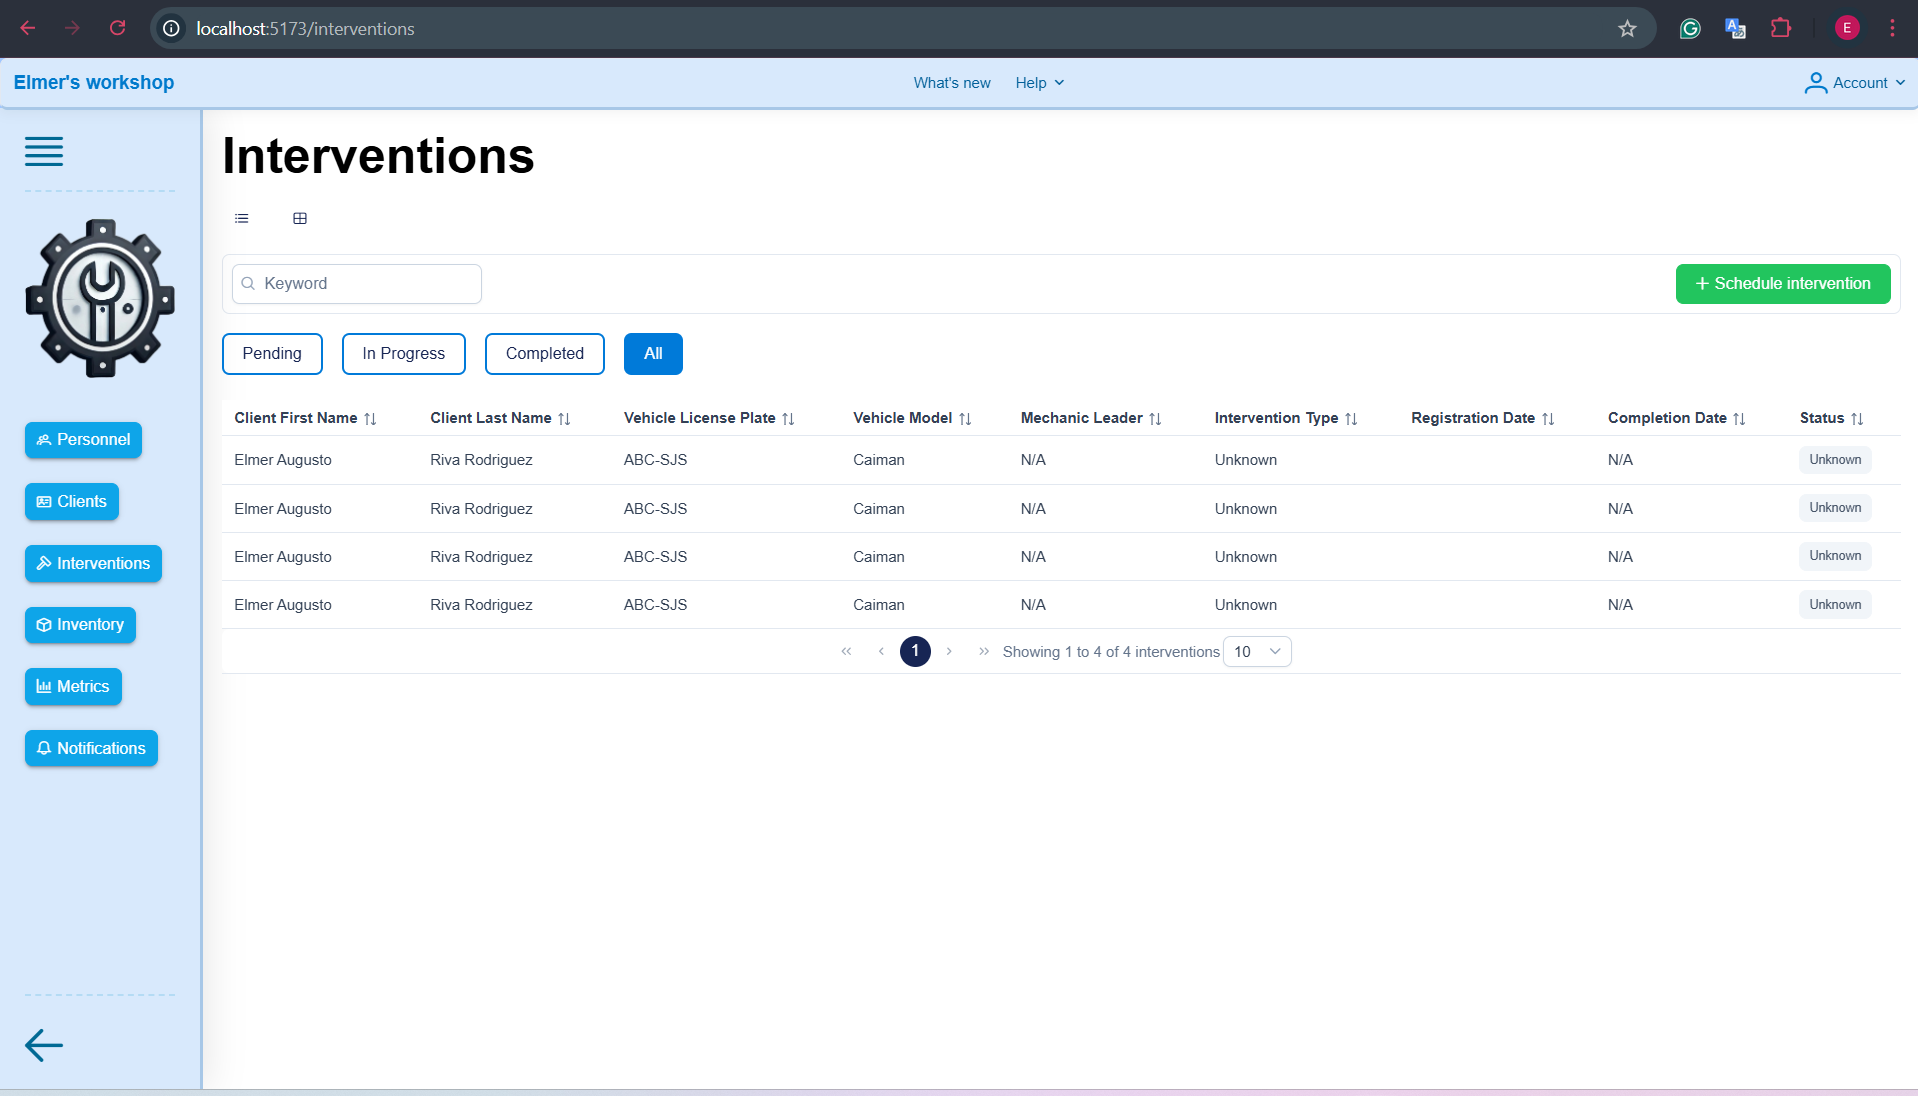 localhost:5173/interventions
E
Elmer's workshop
What's new
Help
Account
Interventions
Keyword
+ Schedule intervention
Pending
In Progress
Completed
All
Personnel
Clients
Interventions
Inventory
Metrics
Notifications
Client First Name Client Last Name Vehicle License Plate Vehicle Model Mechanic Leader Intervention Type Registration Date Completion Date Status
Elmer Augusto Riva Rodriguez ABC-SJS Caiman N/A Unknown N/A Unknown
Elmer Augusto Riva Rodriguez ABC-SJS Caiman N/A Unknown N/A Unknown
Elmer Augusto Riva Rodriguez ABC-SJS Caiman N/A Unknown N/A Unknown
Elmer Augusto Riva Rodriguez ABC-SJS Caiman N/A Unknown N/A Unknown
« ‹ 1 › » Showing 1 to 4 of 4 interventions 10